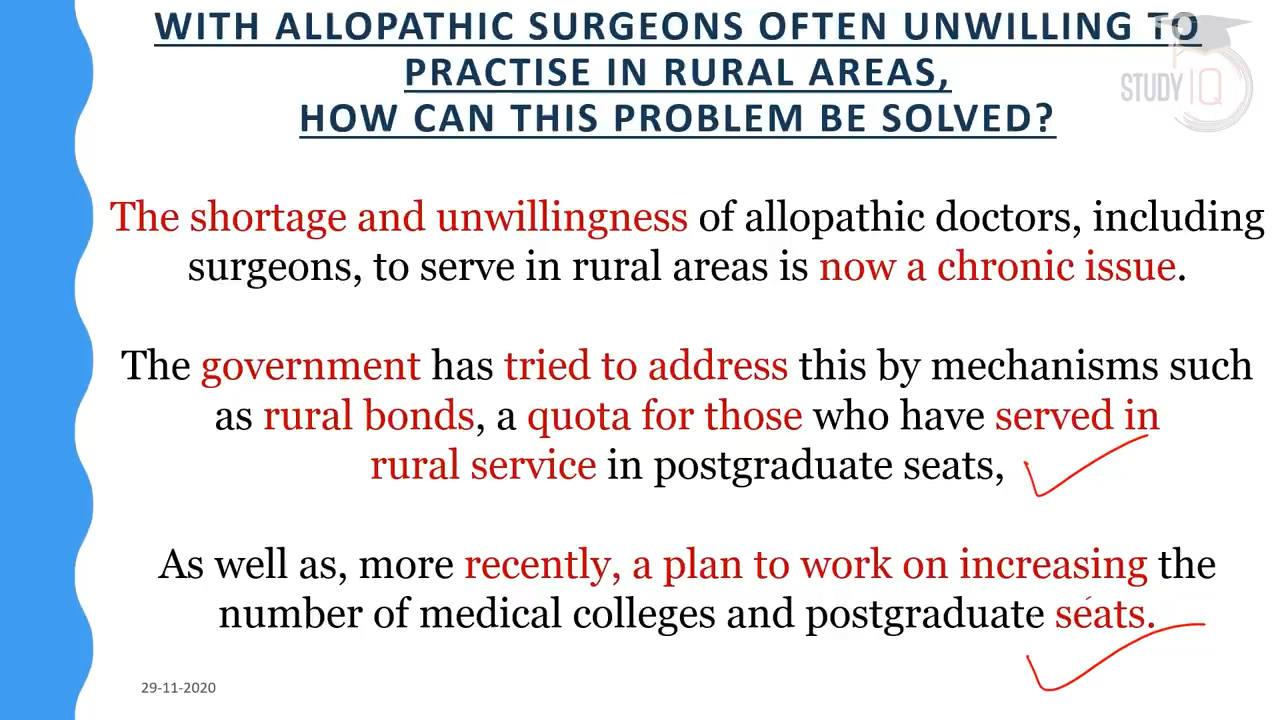 WITH ALLOPATHIC SURGEONS OFTEN UNWILLING TO
PRACTISE IN RURAL AREAS,
HOW CAN THIS PROBLEM BE SOLVED?
STUDY IQ
The shortage and unwillingness of allopathic doctors, including
surgeons, to serve in rural areas is now a chronic issue.
The government has tried to address this by mechanisms such
as rural bonds, a quota for those who have served in
rural service in postgraduate seats,
As well as, more recently, a plan to work on increasing the
number of medical colleges and postgraduate seats.
29-11-2020